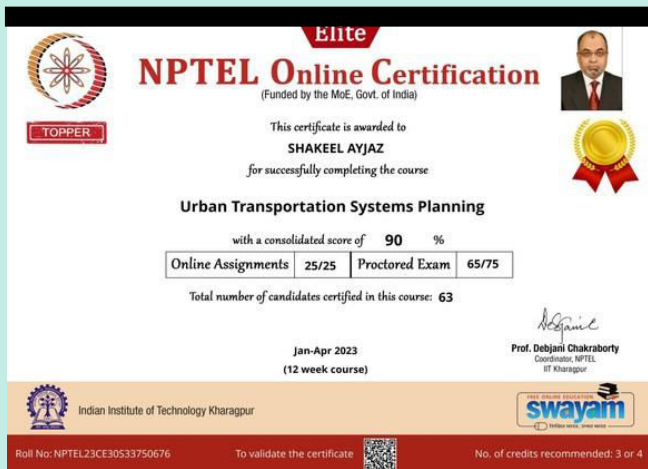 Elite
NPTEL Online Certification
(Funded by the MoE, Govt. of India)
TOPPER
This certificate is awarded to
SHAKEEL AYJAZ
for successfully completing the course
Urban Transportation Systems Planning
with a consolidated score of 90 %
Online Assignments 25/25 Proctored Exam 65/75
Total number of candidates certified in this course: 63
Jan-Apr 2023
(12 week course)
Prof. Debjani Chakraborty
Coordinator, NPTEL
IIT Kharagpur
Indian Institute of Technology Kharagpur
FREE ONLINE EDUCATION
swayam
Roll No: NPTEL23CE30S33750676 To validate the certificate No. of credits recommended: 3 or 4